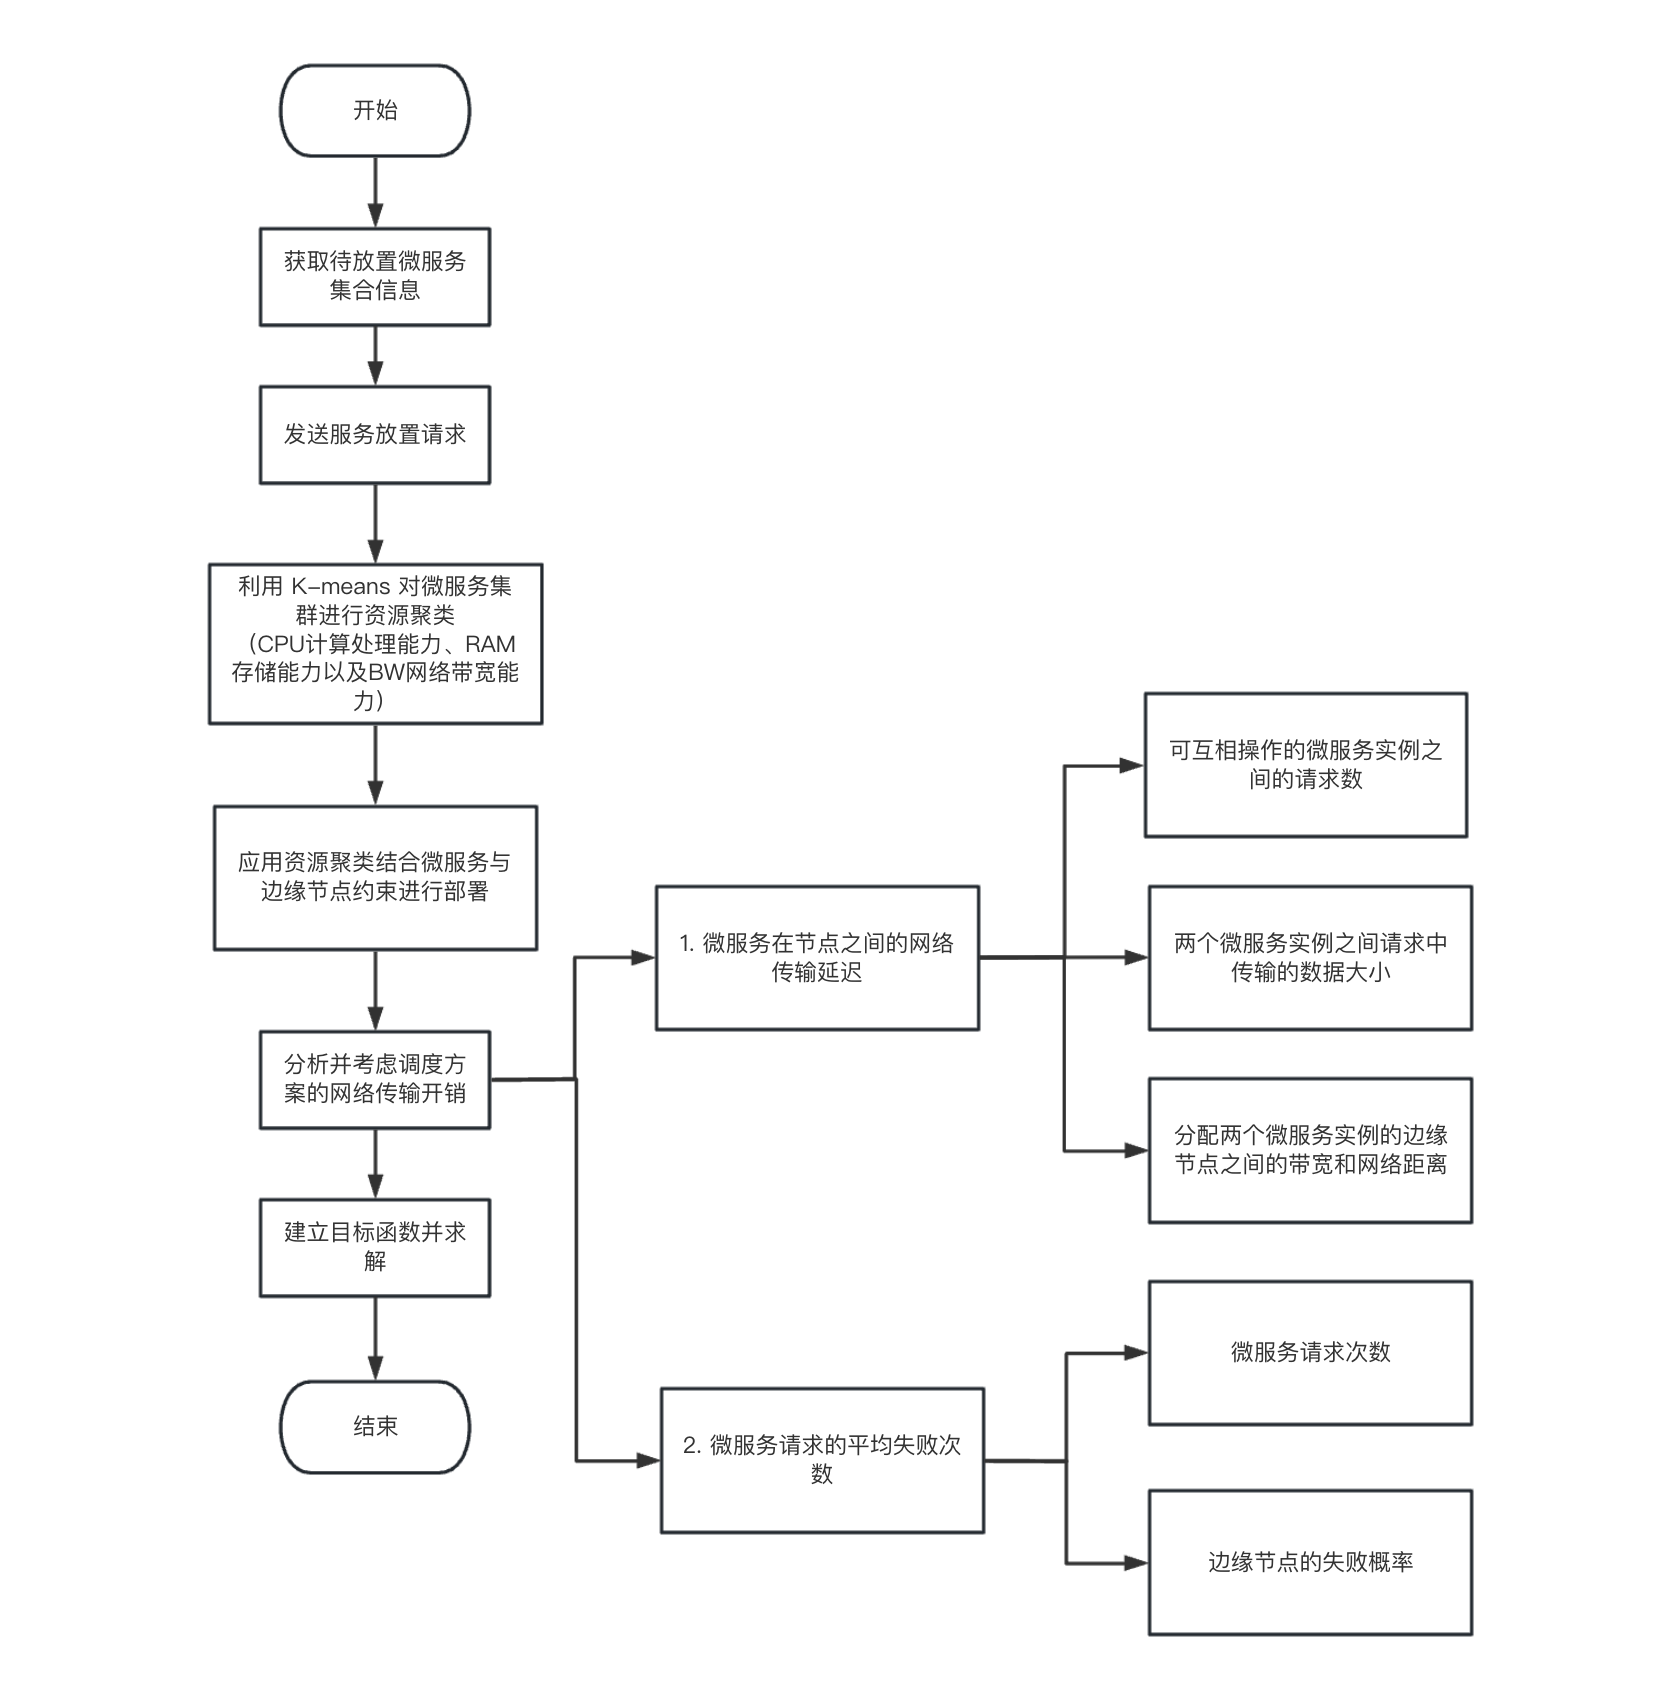 开始
获取待放置微服务
集合信息
发送服务放置请求
利用 K-means 对微服务集
群进行资源聚类
（CPU计算处理能力、RAM
存储能力以及BW网络带宽能
力）
应用资源聚类结合微服务与
边缘节点约束进行部署
分析并考虑调度方
案的网络传输开销
建立目标函数并求
解
结束
1. 微服务在节点之间的网络
传输延迟
可互相操作的微服务实例之
间的请求数
两个微服务实例之间请求中
传输的数据大小
分配两个微服务实例的边缘
节点之间的带宽和网络距离
2. 微服务请求的平均失败次
数
微服务请求次数
边缘节点的失败概率